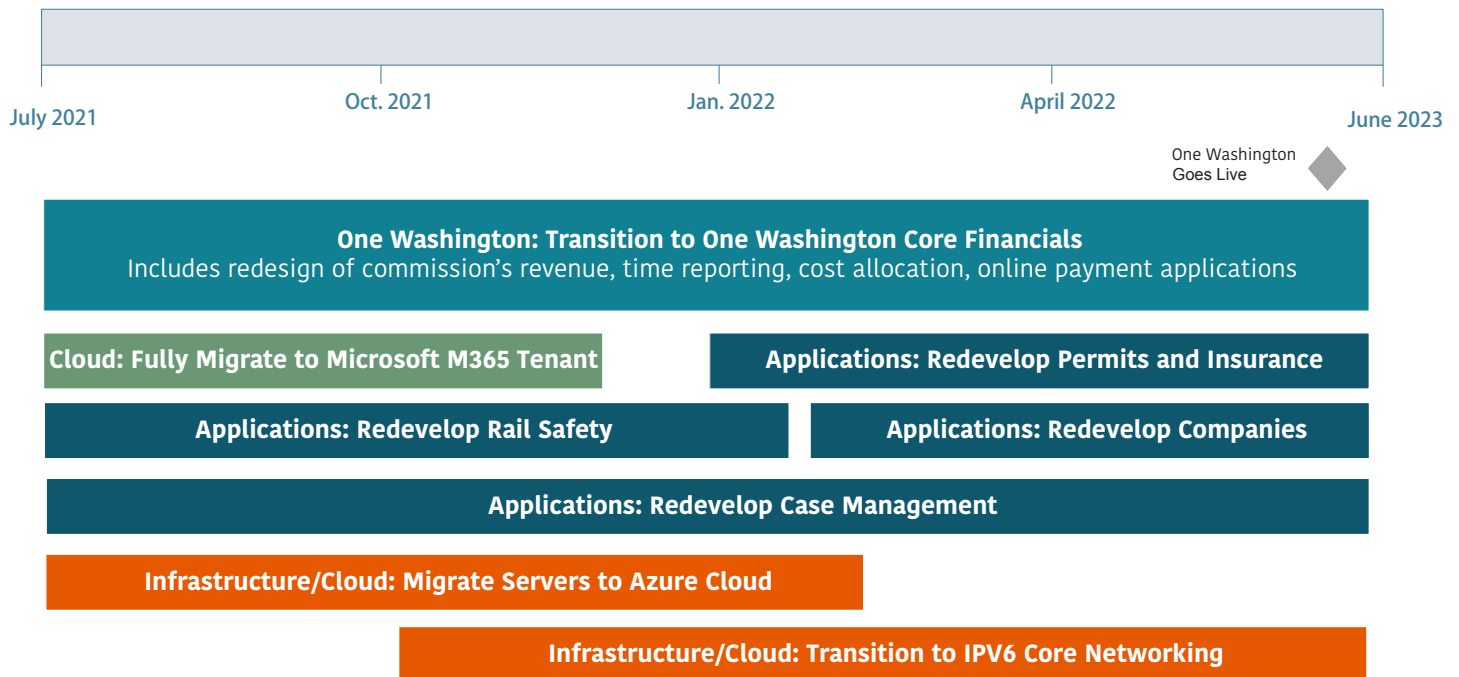 July 2021
Oct. 2021
Jan. 2022
April 2022
June 2023
One Washington
Goes Live
One Washington: Transition to One Washington Core Financials
Includes redesign of commission’s revenue, time reporting, cost allocation, online payment applications
Cloud: Fully Migrate to Microsoft M365 Tenant
Applications: Redevelop Permits and Insurance
Applications: Redevelop Rail Safety
Applications: Redevelop Companies
Applications: Redevelop Case Management
Infrastructure/Cloud: Migrate Servers to Azure Cloud
Infrastructure/Cloud: Transition to IPV6 Core Networking